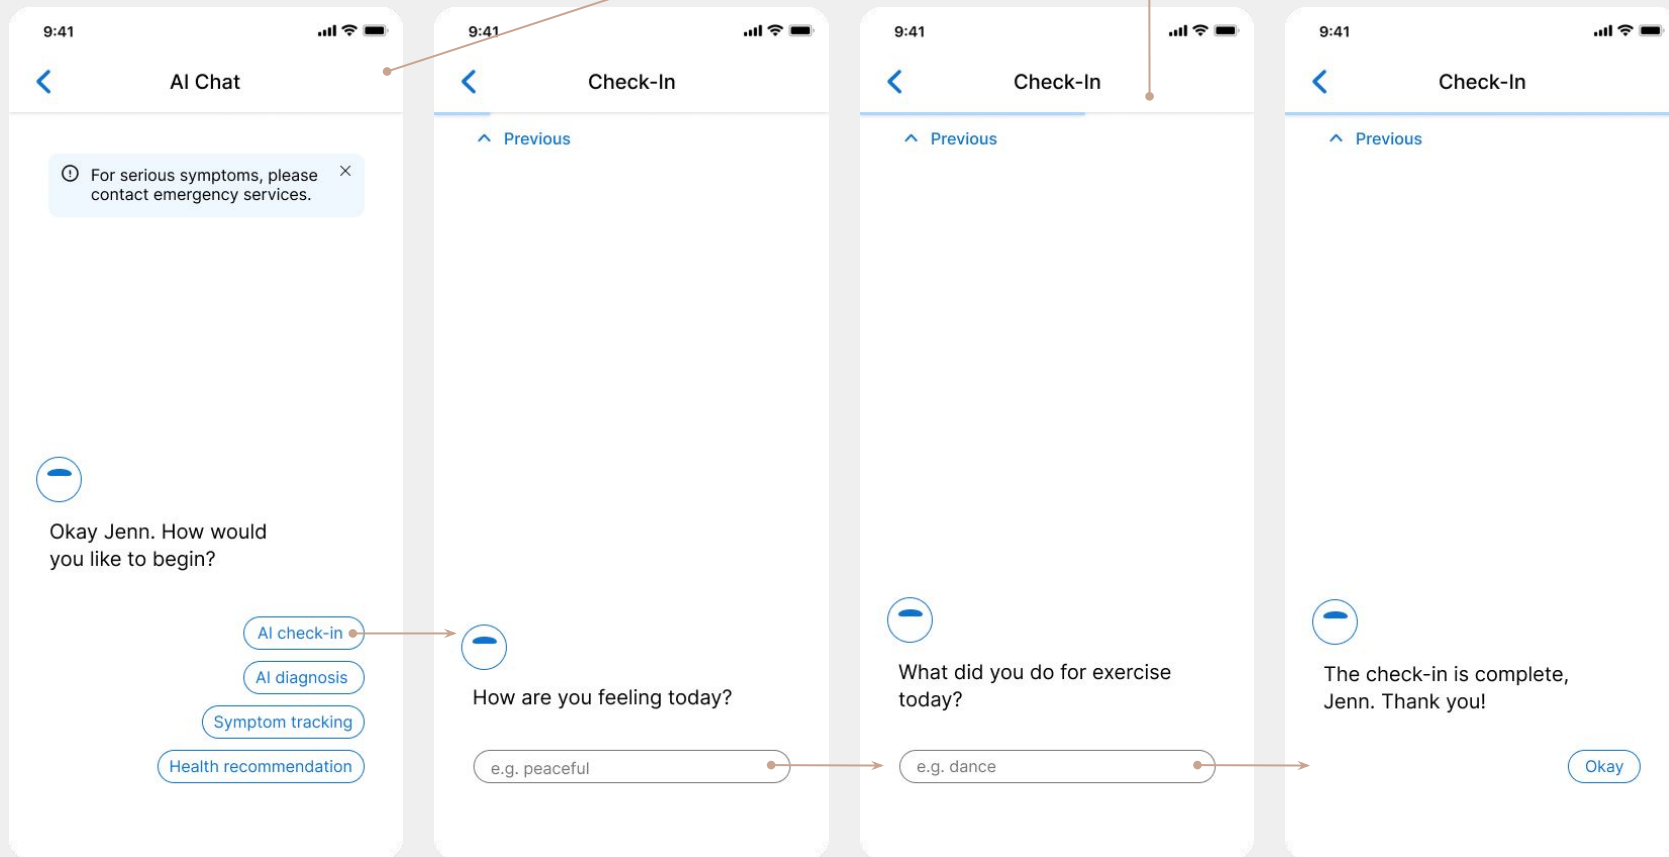 9:41
AI Chat
For serious symptoms, please
contact emergency services.
Okay Jenn. How would
you like to begin?
AI check-in
AI diagnosis
Symptom tracking
Health recommendation
9:41
Check-In
Previous
How are you feeling today?
e.g. peaceful
9:41
Check-In
Previous
What did you do for exercise
today?
e.g. dance
9:41
Check-In
Previous
The check-in is complete,
Jenn. Thank you!
Okay